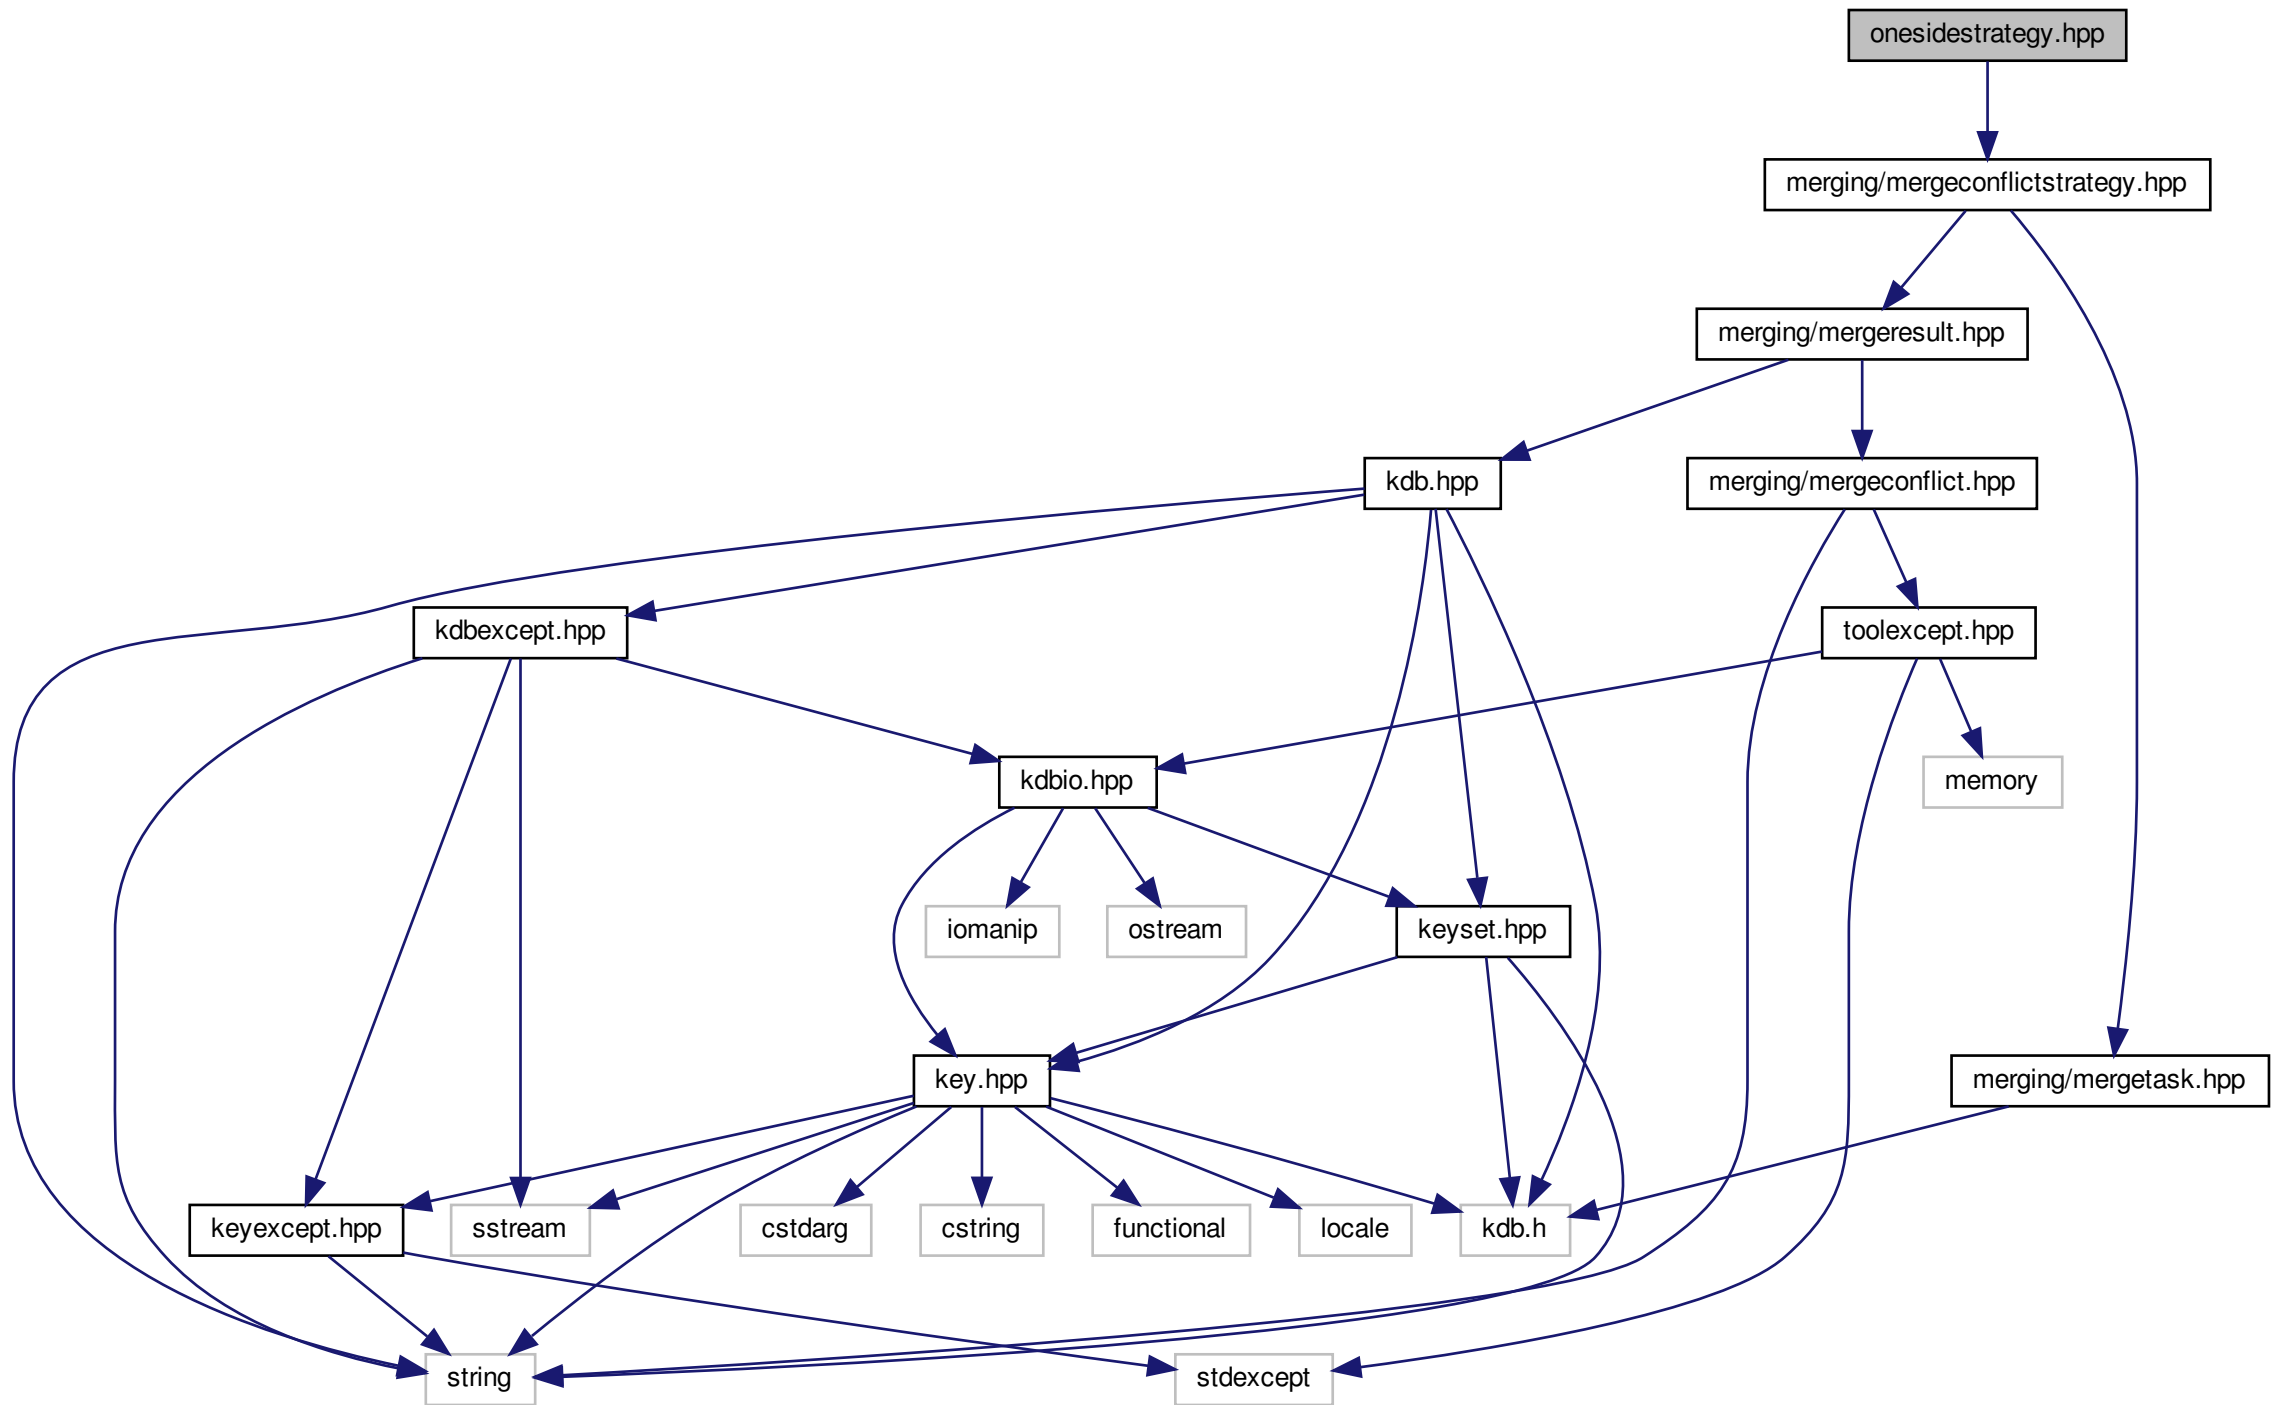 onesidestrategy.hpp
merging/mergeconflictstrategy.hpp
merging/mergeresult.hpp
kdb.hpp
merging/mergeconflict.hpp
kdbexcept.hpp
toolexcept.hpp
kdbio.hpp
memory
iomanip
ostream
keyset.hpp
key.hpp
merging/mergetask.hpp
keyexcept.hpp
sstream
cstdarg
cstring
functional
locale
kdb.h
string
stdexcept